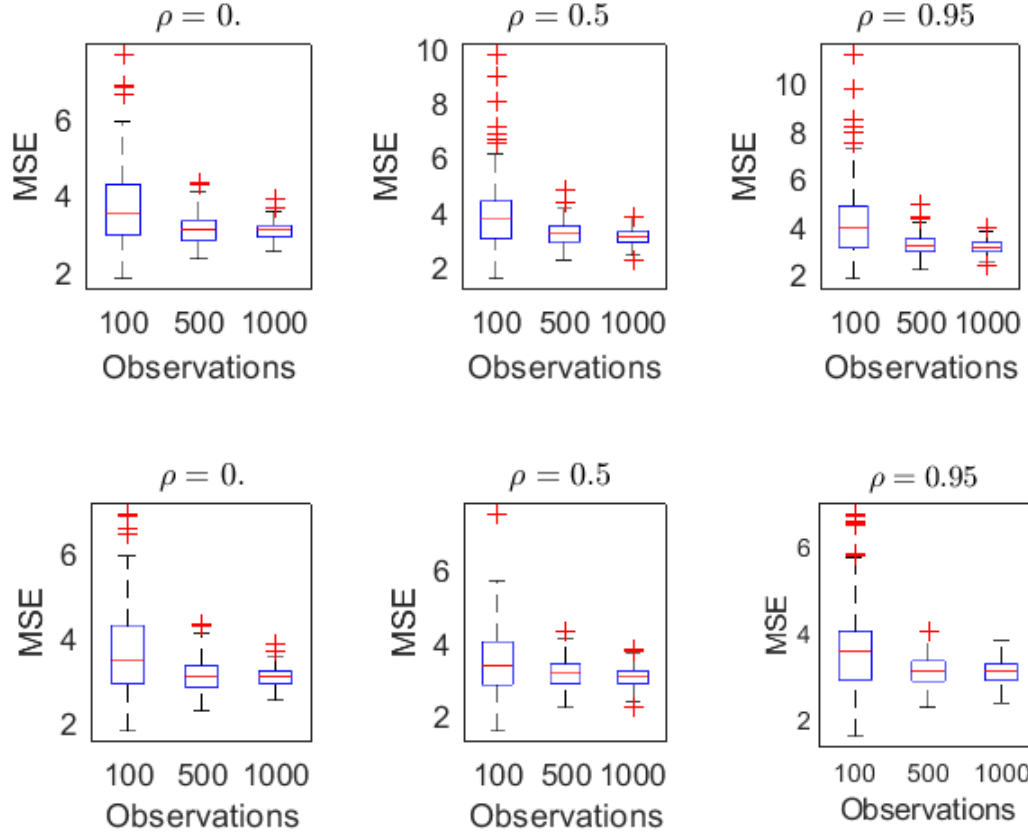 ρ = 0.
ρ = 0.5
ρ = 0.95
MSE
6
4
2
100 500 1000
Observations
MSE
10
8
6
4
2
100 500 1000
Observations
MSE
10
8
6
4
2
100 500 1000
Observations
ρ = 0.
ρ = 0.5
ρ = 0.95
MSE
6
4
2
100 500 1000
Observations
MSE
6
4
2
100 500 1000
Observations
MSE
6
4
2
100 500 1000
Observations